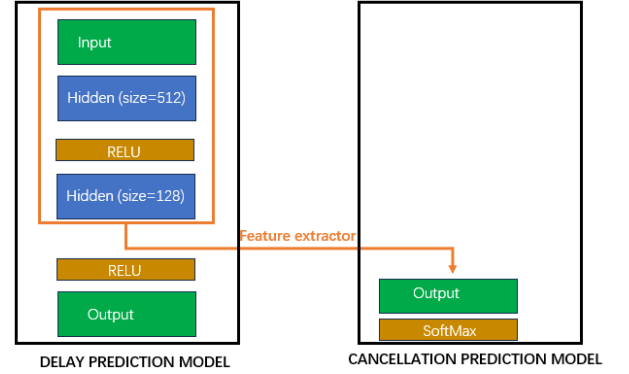 Input
Hidden (size=512)
RELU
Hidden (size=128)
Feature extractor
RELU
Output
Output
SoftMax
DELAY PREDICTION MODEL
CANCELLATION PREDICTION MODEL